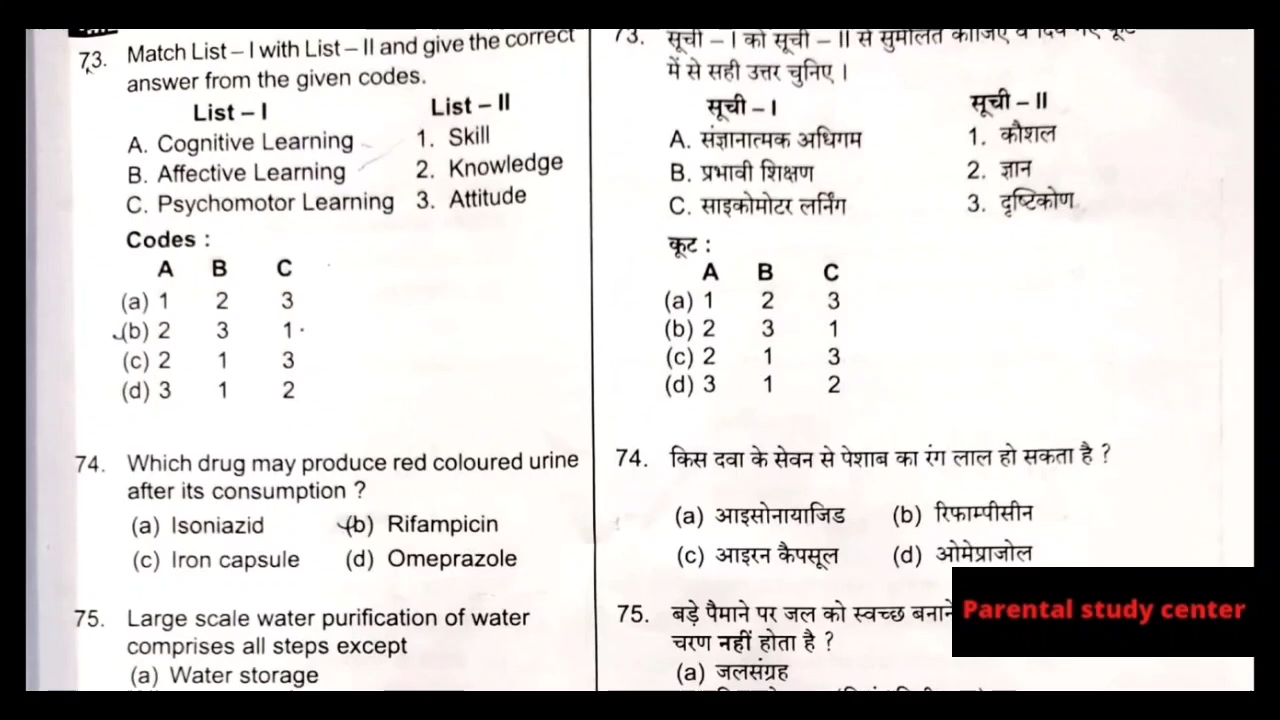 73. Match List – I with List – II and give the correct
answer from the given codes.
List – I List – II
A. Cognitive Learning 1. Skill
B. Affective Learning 2. Knowledge
C. Psychomotor Learning 3. Attitude
Codes :
A B C
(a) 1 2 3
(b) 2 3 1
(c) 2 1 3
(d) 3 1 2
74. Which drug may produce red coloured urine
after its consumption ?
(a) Isoniazid (b) Rifampicin
(c) Iron capsule (d) Omeprazole
75. Large scale water purification of water
comprises all steps except
(a) Water storage
73. सूची – I को सूची – II से सुमेलित कीजिए व दिये गए कूट
में से सही उत्तर चुनिए ।
सूची – I सूची – II
A. संज्ञानात्मक अधिगम 1. कौशल
B. प्रभावी शिक्षण 2. ज्ञान
C. साइकोमोटर लर्निंग 3. दृष्टिकोण
कूट :
A B C
(a) 1 2 3
(b) 2 3 1
(c) 2 1 3
(d) 3 1 2
74. किस दवा के सेवन से पेशाब का रंग लाल हो सकता है ?
(a) आइसोनायाजिड (b) रिफाम्पीसीन
(c) आइरन कैपसूल (d) ओमेप्राजोल
75. बड़े पैमाने पर जल को स्वच्छ बनाने
चरण नहीं होता है ?
(a) जलसंग्रह
Parental study center